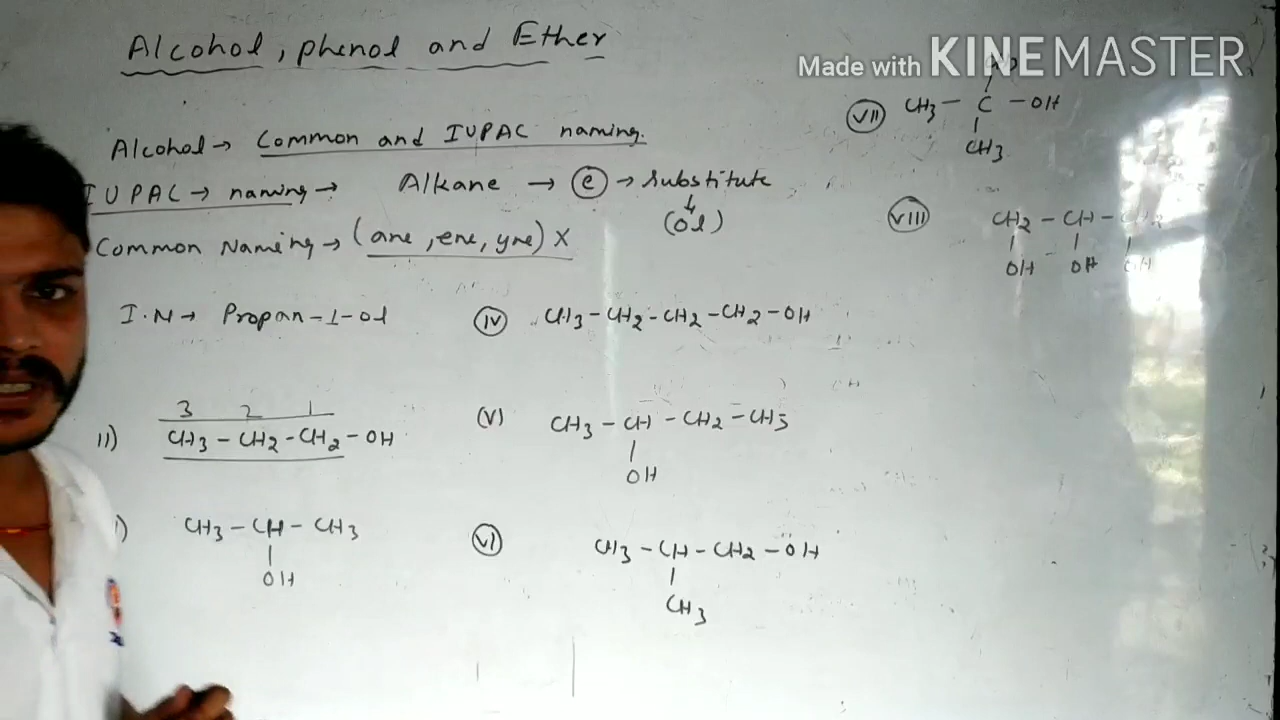 Alcohol, phenol and Ether
Made with KINEMASTER
Alcohol → Common and IUPAC naming.
IUPAC → naming → Alkane → (e) → substitute
(ol)
Common Naming → (ane, ene, yne) X
I.N → Propan-1-ol
3 2 1
II) CH3 - CH2 - CH2 - OH
) CH3 - CH - CH3
|
OH
(IV) CH3 - CH2 - CH2 - CH2 - OH
(V) CH3 - CH - CH2 - CH3
|
OH
(VI) CH3 - CH - CH2 - OH
|
CH3
(VII) CH3 - C - OH
|
CH3
(VIII) CH2 - CH -
| | |
OH OH OH